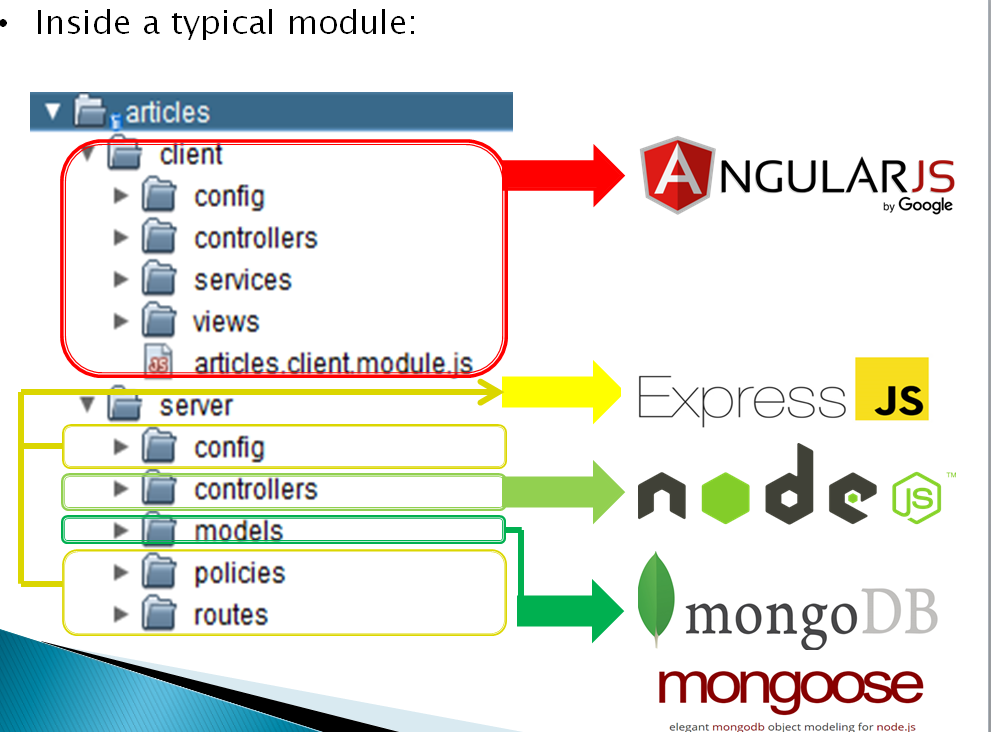 • Inside a typical module:
articles
client
config
controllers
services
views
articles.client.module.js
ANGULARJS
by Google
server
Express JS
config
controllers
node JS ™
models
policies
routes
mongoDB
mongoose
elegant mongodb object modeling for node.js